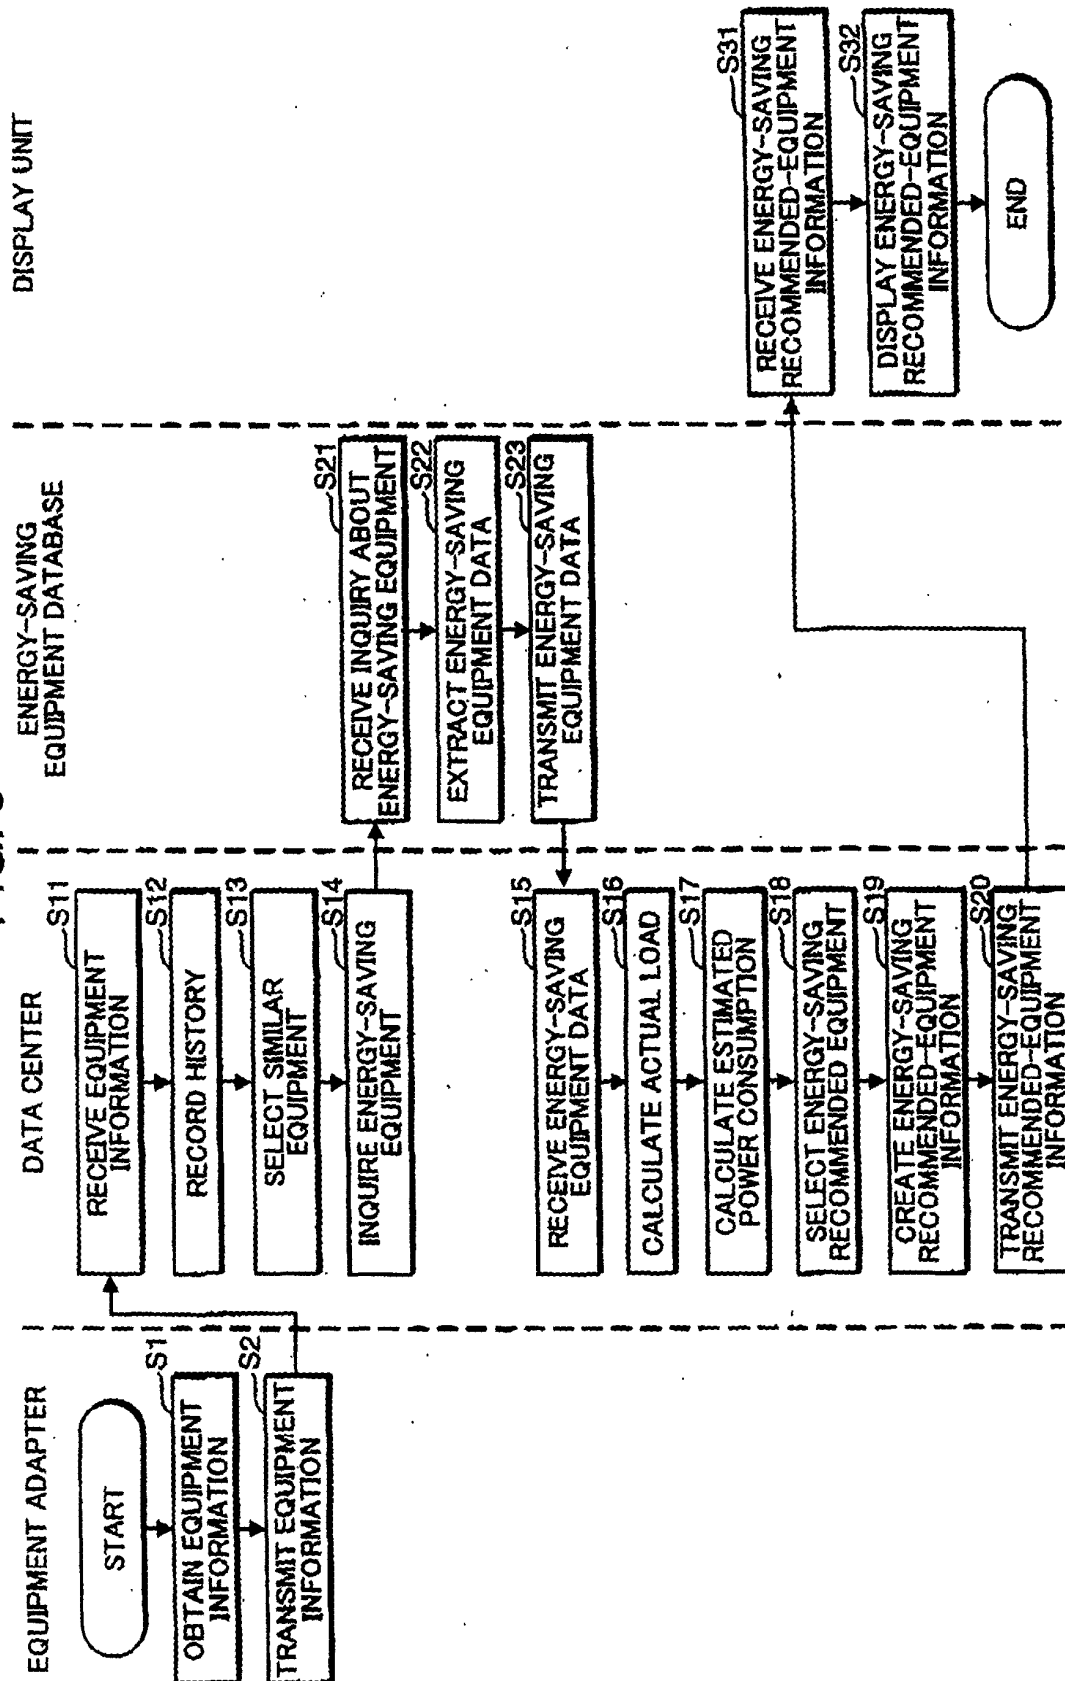 EQUIPMENT ADAPTER
START
S1
OBTAIN EQUIPMENT
INFORMATION
S2
TRANSMIT EQUIPMENT
INFORMATION
DATA CENTER
S11
RECEIVE EQUIPMENT
INFORMATION
S12
RECORD HISTORY
S13
SELECT SIMILAR
EQUIPMENT
S14
INQUIRE ENERGY-SAVING
EQUIPMENT
S15
RECEIVE ENERGY-SAVING
EQUIPMENT DATA
S16
CALCULATE ACTUAL LOAD
S17
CALCULATE ESTIMATED
POWER CONSUMPTION
S18
SELECT ENERGY-SAVING
RECOMMENDED EQUIPMENT
S19
CREATE ENERGY-SAVING
RECOMMENDED-EQUIPMENT
INFORMATION
S20
TRANSMIT ENERGY-SAVING
RECOMMENDED-EQUIPMENT
INFORMATION
ENERGY-SAVING
EQUIPMENT DATABASE
S21
RECEIVE INQUIRY ABOUT
ENERGY-SAVING EQUIPMENT
S22
EXTRACT ENERGY-SAVING
EQUIPMENT DATA
S23
TRANSMIT ENERGY-SAVING
EQUIPMENT DATA
DISPLAY UNIT
S31
RECEIVE ENERGY-SAVING
RECOMMENDED-EQUIPMENT
INFORMATION
S32
DISPLAY ENERGY-SAVING
RECOMMENDED-EQUIPMENT
INFORMATION
END